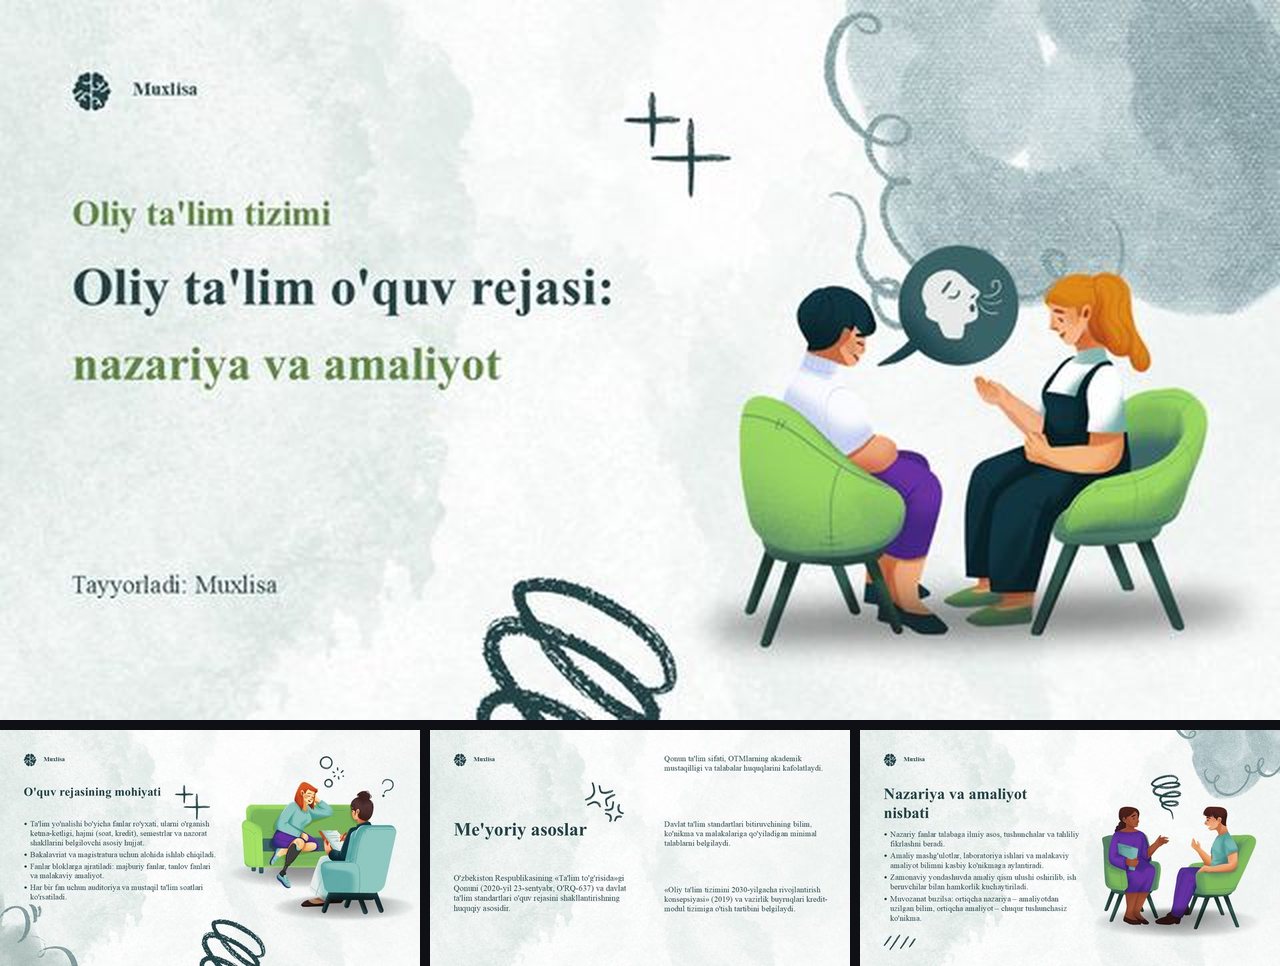 Muxlisa
Oliy ta'lim tizimi
Oliy ta'lim o'quv rejasi:
nazariya va amaliyot
Tayyorladi: Muxlisa
Muxlisa
O'quv rejasining mohiyati
• Ta'lim yo'nalishi bo'yicha fanlar ro'yxati, ularni o'rganish
ketma-ketligi, hajmi (soat, kredit), semestrlar va nazorat
shakllarini belgilovchi asosiy hujjat.
• Bakalavriat va magistratura uchun alohida ishlab chiqiladi.
• Fanlar bloklarga ajratiladi: majburiy fanlar, tanlov fanlari
va malakaviy amaliyot.
• Har bir fan uchun auditoriya va mustaqil ta'lim soatlari
ko'rsatiladi.
Muxlisa
Me'yoriy asoslar
O'zbekiston Respublikasining «Ta'lim to'g'risida»gi
Qonuni (2020-yil 23-sentyabr, O'RQ-637) va davlat
ta'lim standartlari o'quv rejasini shakllantirishning
huquqiy asosidir.
Qonun ta'lim sifati, OTMlarning akademik
mustaqilligi va talabalar huquqlarini kafolatlaydi.
Davlat ta'lim standartlari bitiruvchining bilim,
ko'nikma va malakalariga qo'yiladigan minimal
talablarni belgilaydi.
«Oliy ta'lim tizimini 2030-yilgacha rivojlantirish
konsepsiyasi» (2019) va vazirlik buyruqlari kredit-
modul tizimiga o'tish tartibini belgilaydi.
Muxlisa
Nazariya va amaliyot
nisbati
• Nazariy fanlar talabaga ilmiy asos, tushunchalar va tahliliy
fikrlashni beradi.
• Amaliy mashg'ulotlar, laboratoriya ishlari va malakaviy
amaliyot bilimni kasbiy ko'nikmaga aylantiradi.
• Zamonaviy yondashuvda amaliy qism ulushi oshirilib, ish
beruvchilar bilan hamkorlik kuchaytiriladi.
• Muvozanat buzilsa: ortiqcha nazariya – amaliyotdan
uzilgan bilim, ortiqcha amaliyot – chuqur tushunchasiz
ko'nikma.